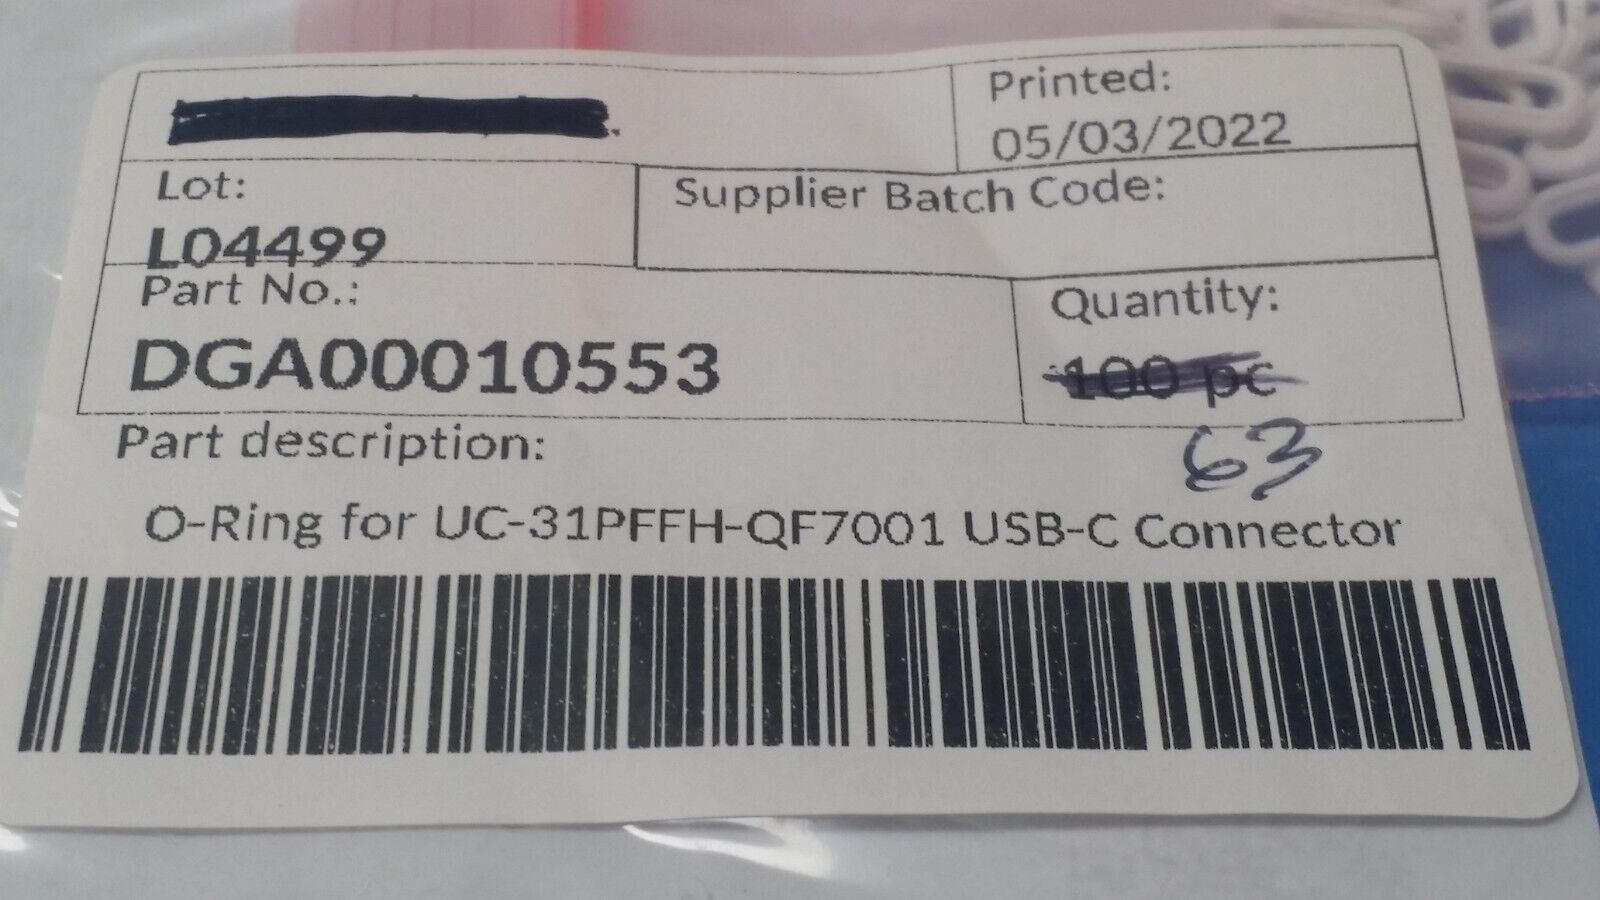 Printed:
05/03/2022
Lot:
L04499
Supplier Batch Code:
Part No.:
DGA00010553
Quantity:
100 pc
63
Part description:
O-Ring for UC-31PFFH-QF7001 USB-C Connector